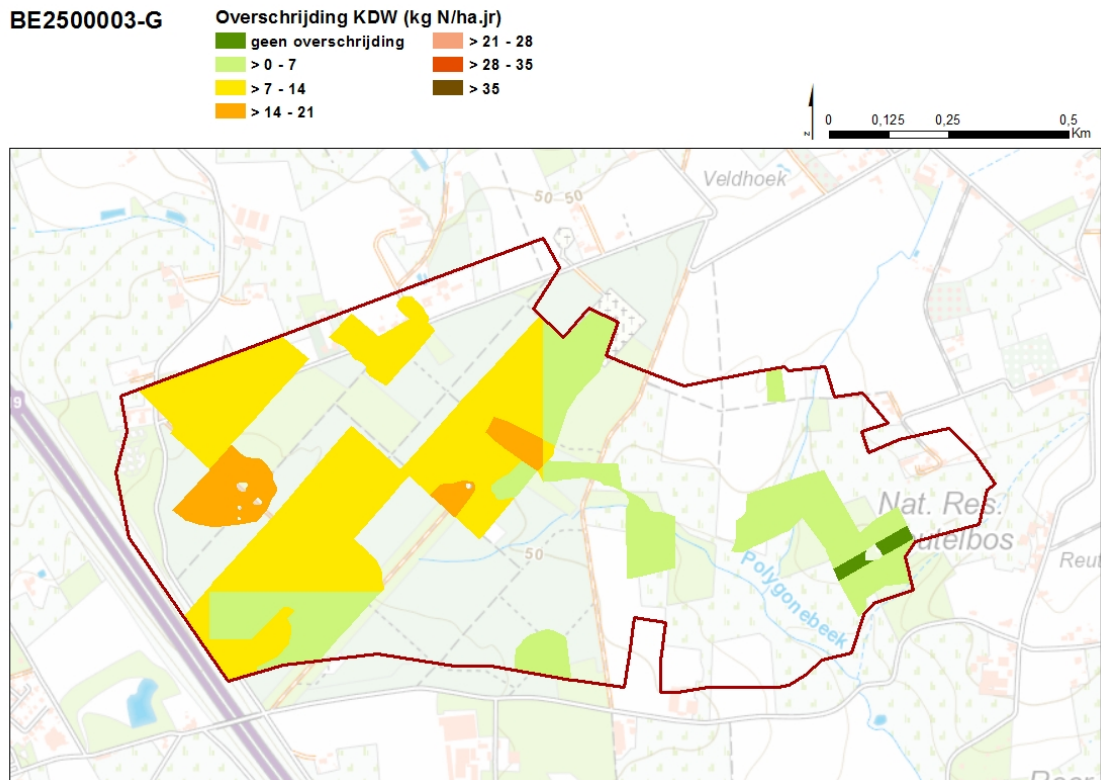 BE2500003-G
Overschrijding KDW (kg N/ha.jr)
geen overschrijding
> 0 - 7
> 7 - 14
> 14 - 21
> 21 - 28
> 28 - 35
> 35
z
0 0,125 0,25 0,5
Km
Veldhoek
50 50
9
Nat. Res.
50
Reut
Polygonebeek